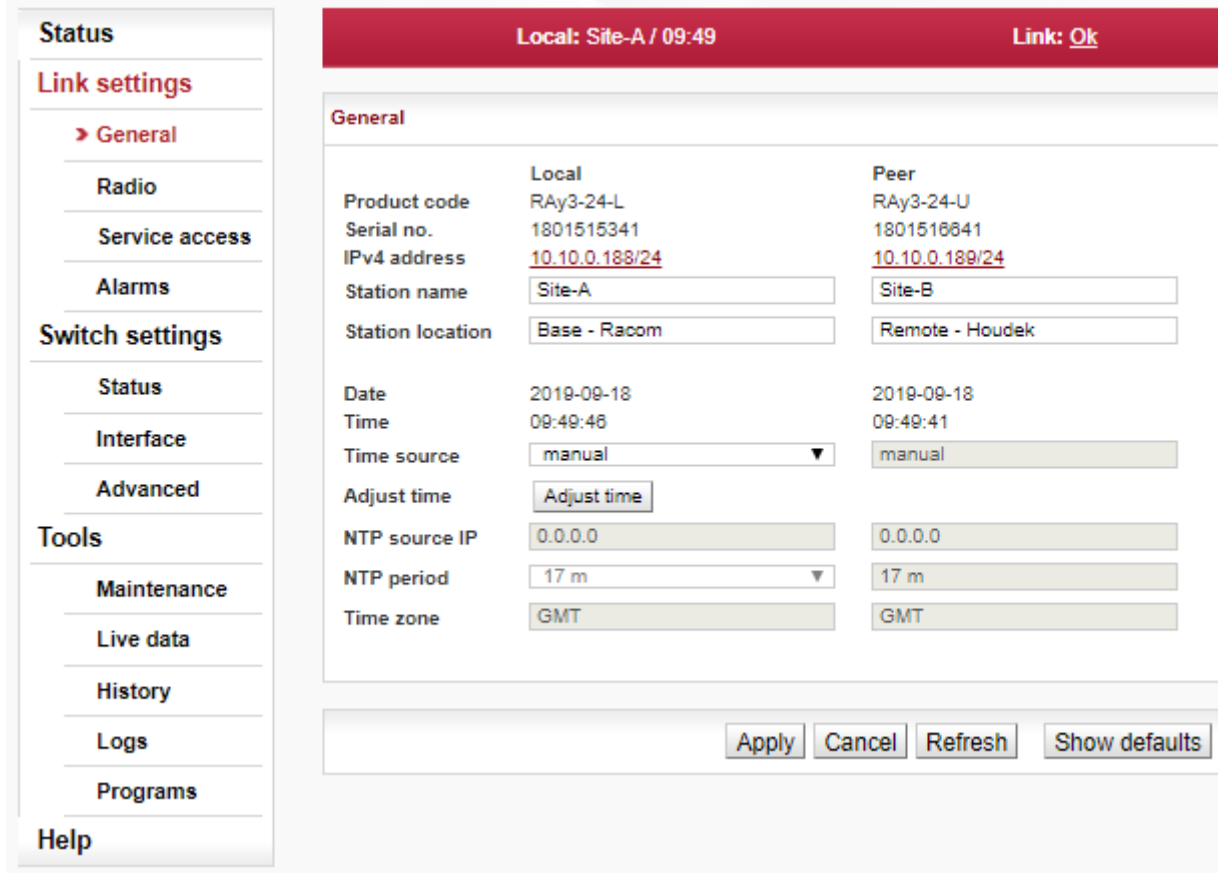 Status
Link settings
General
Radio
Service access
Alarms
Switch settings
Status
Interface
Advanced
Tools
Maintenance
Live data
History
Logs
Programs
Help
Local: Site-A / 09:49 Link: Ok
General
Local Peer
Product code RAy3-24-L RAy3-24-U
Serial no. 1801515341 1801516641
IPv4 address 10.10.0.188/24 10.10.0.189/24
Station name Site-A Site-B
Station location Base - Racom Remote - Houdek
Date 2019-09-18 2019-09-18
Time 09:49:46 09:49:41
Time source manual manual
Adjust time Adjust time
NTP source IP 0.0.0.0 0.0.0.0
NTP period 17 m 17 m
Time zone GMT GMT
Apply Cancel Refresh Show defaults